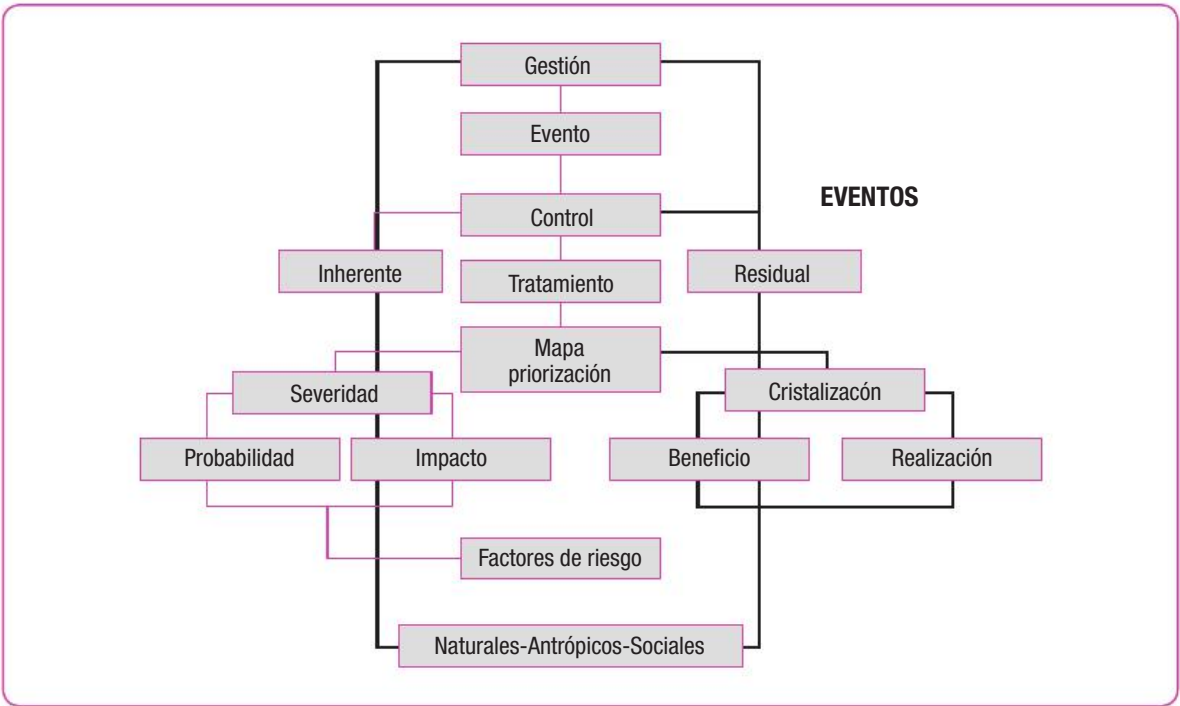 Gestión
Evento
EVENTOS
Control
Inherente
Tratamiento
Residual
Mapa
priorización
Severidad
Cristalizacón
Probabilidad
Impacto
Beneficio
Realización
Factores de riesgo
Naturales-Antrópicos-Sociales